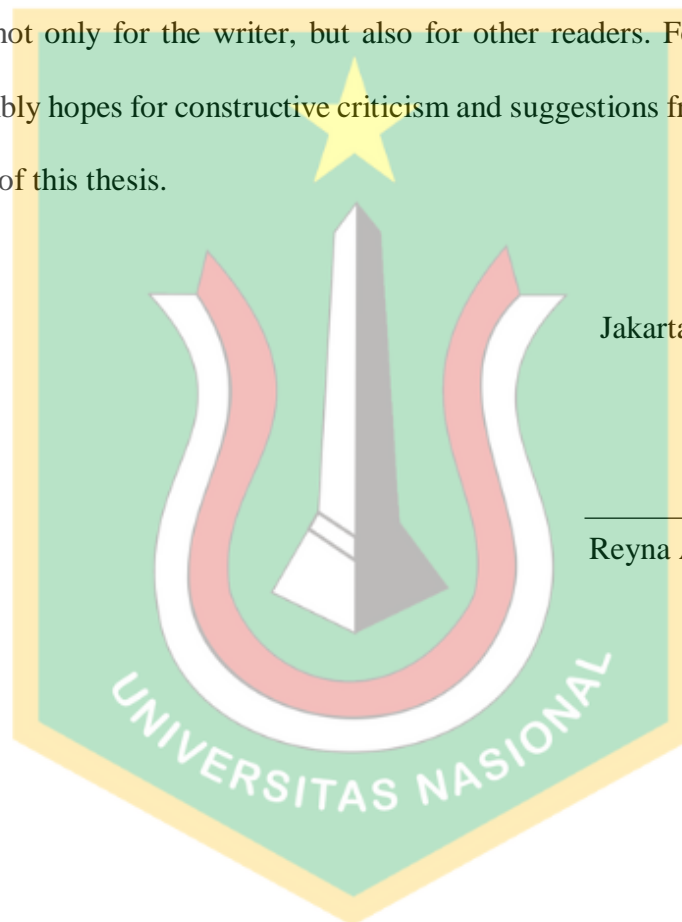 not only for the writer, but also for other readers.
hopes for constructive criticism and suggestions
of this thesis.
Jakarta
Reyna
UNIVERSITAS NASIONAL